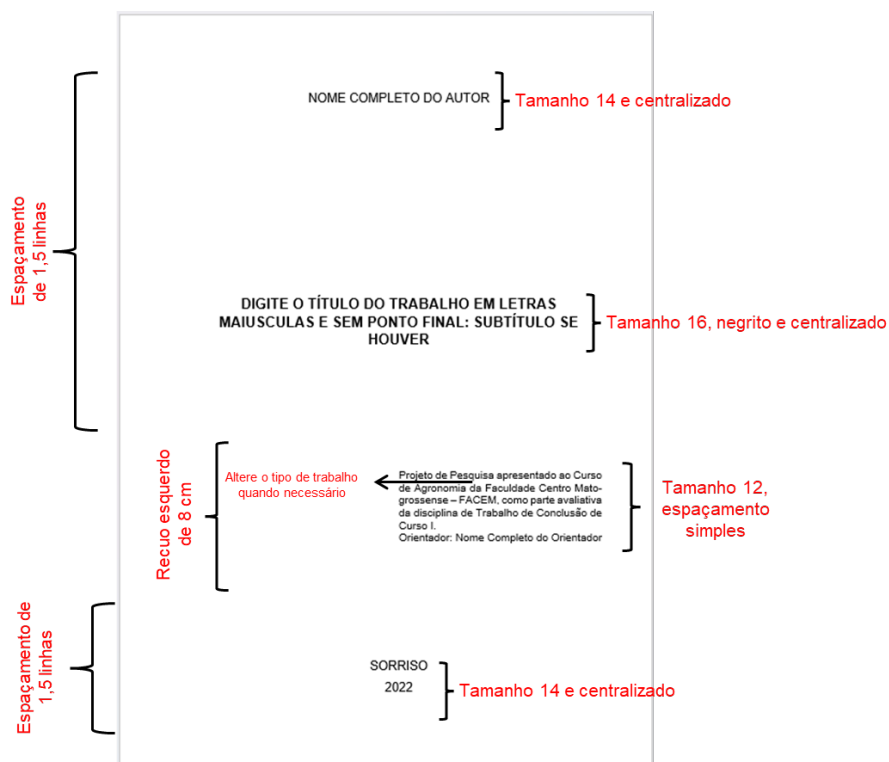 NOME COMPLETO DO AUTOR
Tamanho 14 e centralizado
Espaçamento
de 1,5 linhas
DIGITE O TÍTULO DO TRABALHO EM LETRAS
MAIUSCULAS E SEM PONTO FINAL: SUBTÍTULO SE
HOUVER
Tamanho 16, negrito e centralizado
Recuo esquerdo
de 8 cm
Altere o tipo de trabalho
quando necessário
Projeto de Pesquisa apresentado ao Curso
de Agronomia da Faculdade Centro Mato-
grossense – FACEM, como parte avaliativa
da disciplina de Trabalho de Conclusão de
Curso I.
Orientador: Nome Completo do Orientador
Tamanho 12,
espaçamento
simples
Espaçamento de
1,5 linhas
SORRISO
2022
Tamanho 14 e centralizado